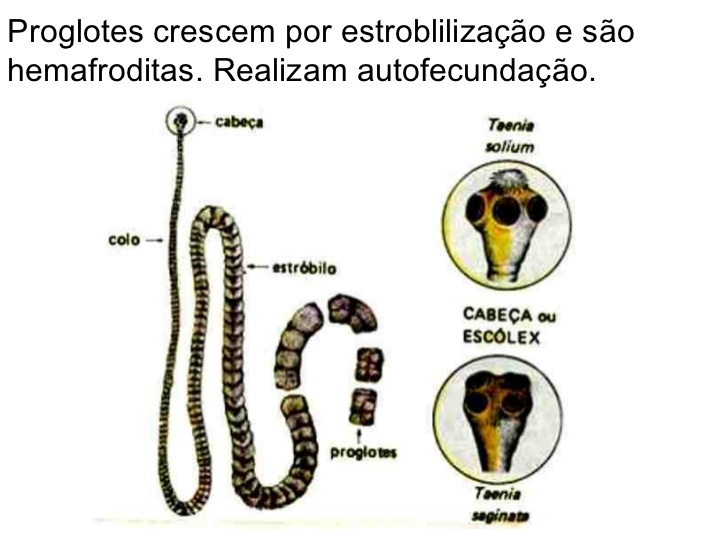 Proglotes crescem por estroblilização e são
hemafroditas. Realizam autofecundação.
cabeça
Taenia
solium
colo
estróbilo
CABEÇA ou
ESCÓLEX
proglotes
Taenia
saginata